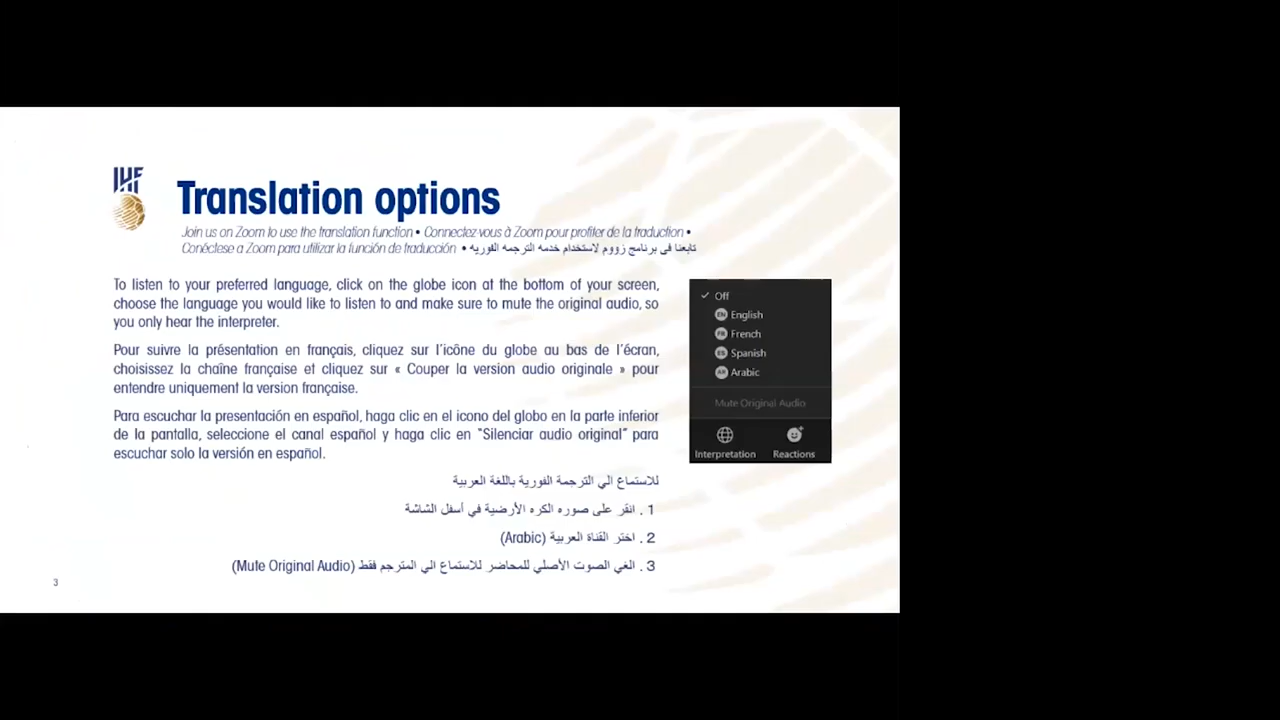 IHF
Translation options
Join us on Zoom to use the translation function • Connectez-vous à Zoom pour profiter de la traduction •
Conéctese a Zoom para utilizar la función de traducción • تابعنا فى برنامج زووم لاستخدام خدمه الترجمه الفوريه
To listen to your preferred language, click on the globe icon at the bottom of your screen,
choose the language you would like to listen to and make sure to mute the original audio, so
you only hear the interpreter.
Pour suivre la présentation en français, cliquez sur l'icône du globe au bas de l'écran,
choisissez la chaîne française et cliquez sur « Couper la version audio originale » pour
entendre uniquement la version française.
Para escuchar la presentación en español, haga clic en el icono del globo en la parte inferior
de la pantalla, seleccione el canal español y haga clic en “Silenciar audio original” para
escuchar solo la versión en español.
للاستماع الي الترجمة الفورية باللغة العربية
1 . انقر على صوره الكره الأرضية في أسفل الشاشة
2 . اختر القناة العربية (Arabic)
3 . الغي الصوت الأصلي للمحاضر للاستماع الي المترجم فقط (Mute Original Audio)
Off
EN English
FR French
ES Spanish
AR Arabic
Mute Original Audio
Interpretation Reactions
3